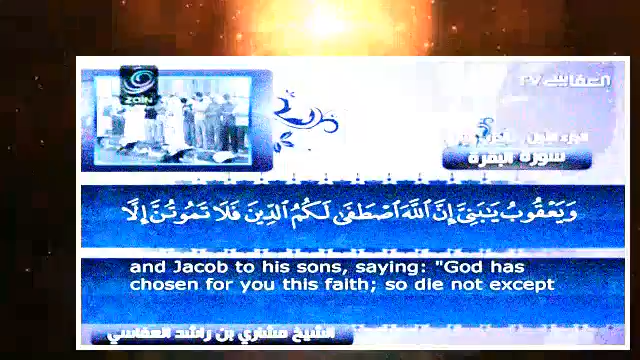 ZAIN
العفاسي TV
سورة البقرة
وَيَعْقُوبُ يَٰبَنِىَّ إِنَّ ٱللَّهَ ٱصْطَفَىٰ لَكُمُ ٱلدِّينَ فَلَا تَمُوتُنَّ إِلَّا
and Jacob to his sons, saying: "God has
chosen for you this faith; so die not except
الشيخ مشاري بن راشد العفاسي